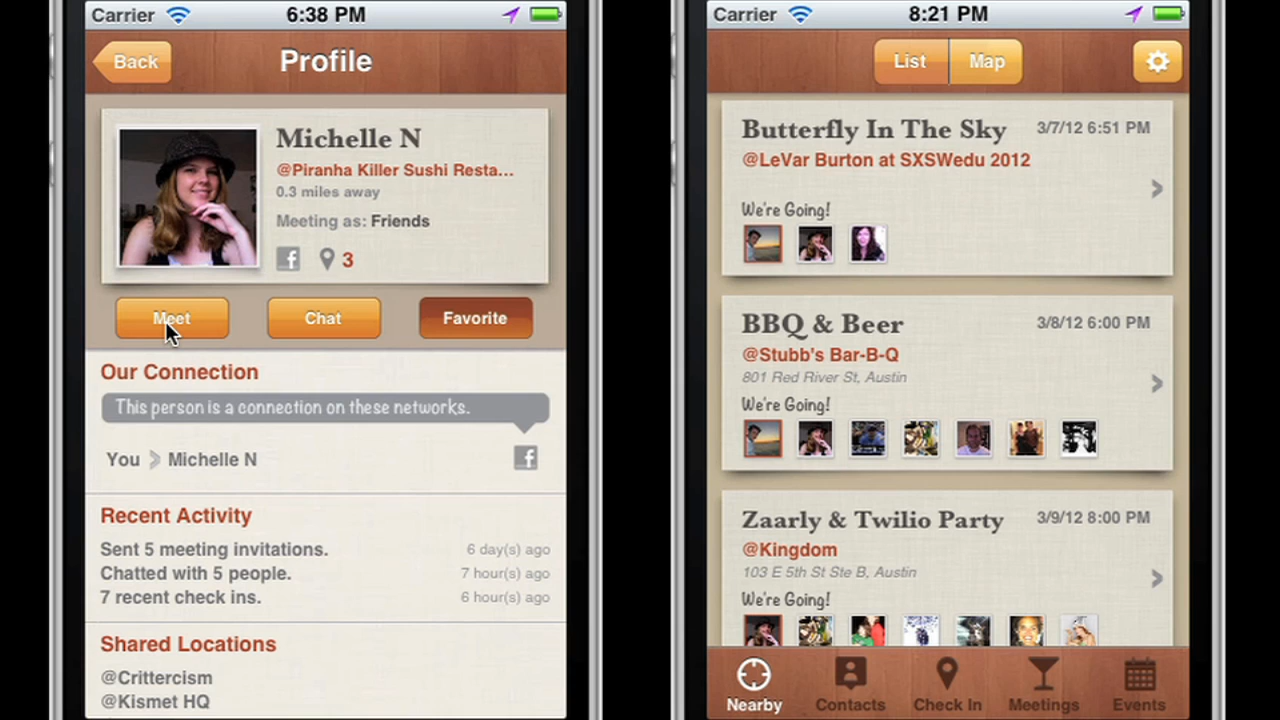 Carrier 6:38 PM
Back Profile
Michelle N
@Piranha Killer Sushi Resta...
0.3 miles away
Meeting as: Friends
3
Meet Chat Favorite
Our Connection
This person is a connection on these networks.
You Michelle N
Recent Activity
Sent 5 meeting invitations. 6 day(s) ago
Chatted with 5 people. 7 hour(s) ago
7 recent check ins. 6 hour(s) ago
Shared Locations
@Crittercism
@Kismet HQ
Carrier 8:21 PM
List Map
Butterfly In The Sky 3/7/12 6:51 PM
@LeVar Burton at SXSWedu 2012
We're Going!
BBQ & Beer 3/8/12 6:00 PM
@Stubb's Bar-B-Q
801 Red River St, Austin
We're Going!
Zaarly & Twilio Party 3/9/12 8:00 PM
@Kingdom
103 E 5th St Ste B, Austin
We're Going!
Nearby Contacts Check In Meetings Events